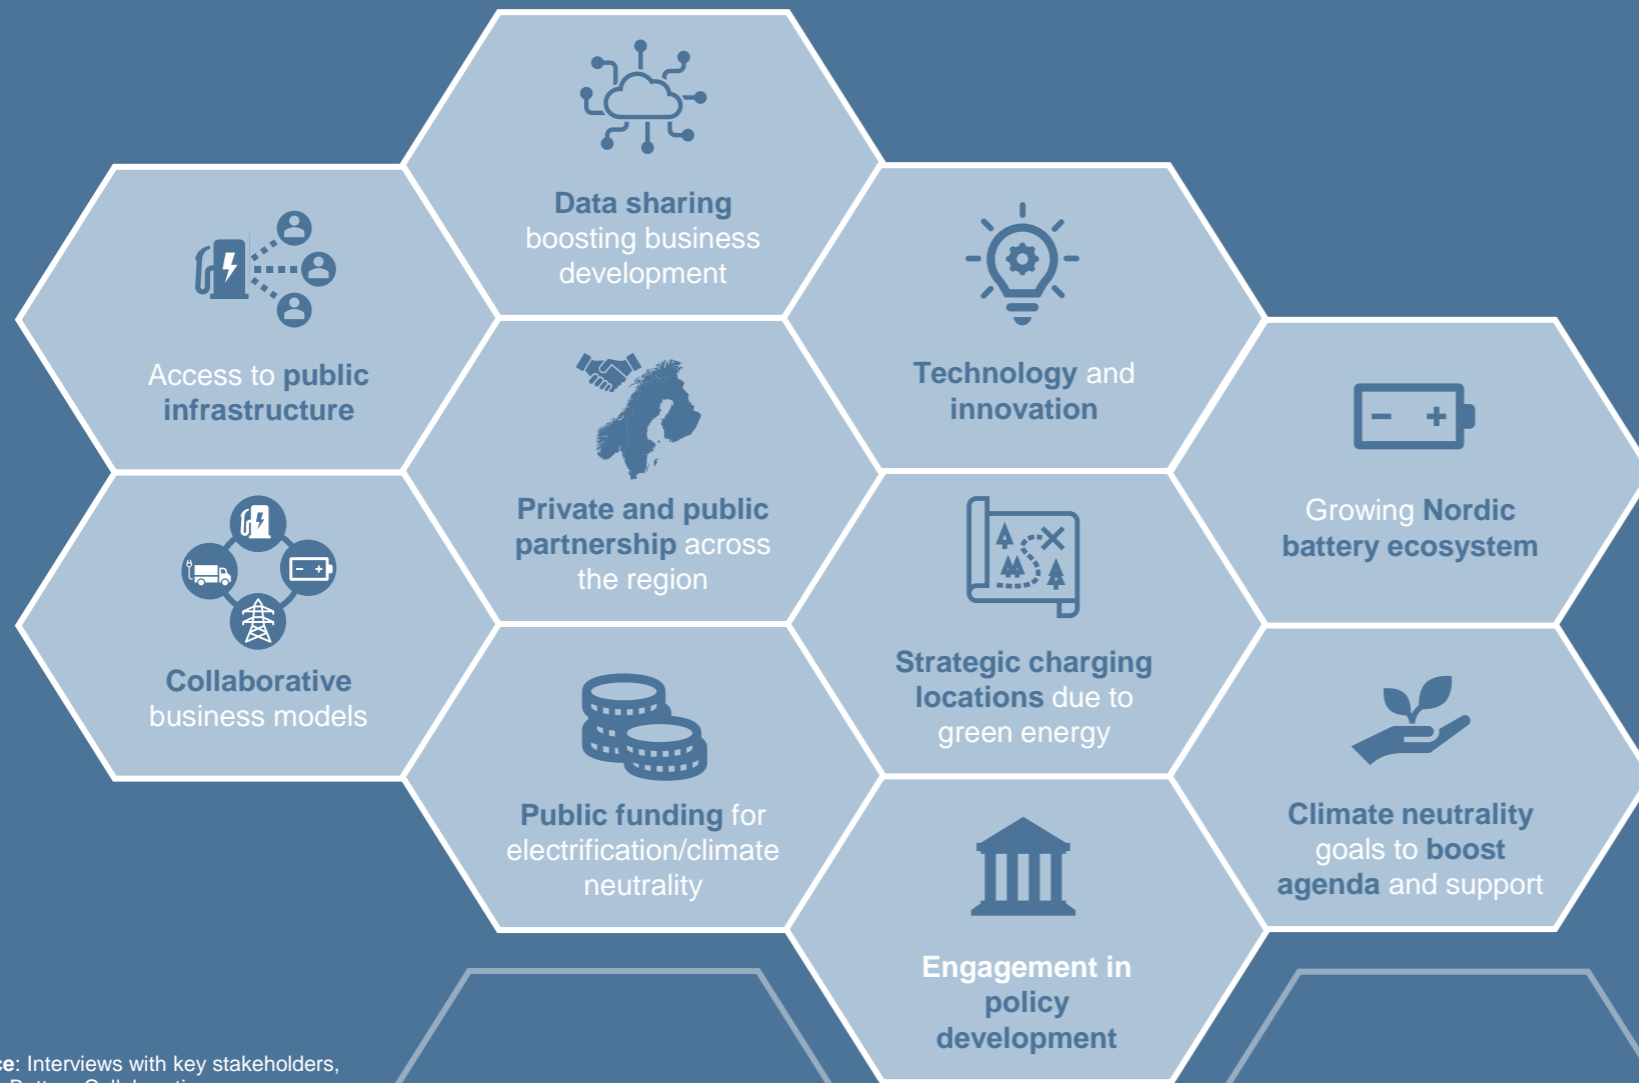 Data sharing
boosting business
development
Access to public
infrastructure
Technology and
innovation
Private and public
partnership across
the region
Growing Nordic
battery ecosystem
Collaborative
business models
Strategic charging
locations due to
green energy
Public funding for
electrification/climate
neutrality
Climate neutrality
goals to boost
agenda and support
Engagement in
policy
development
: Interviews with key stakeholders,